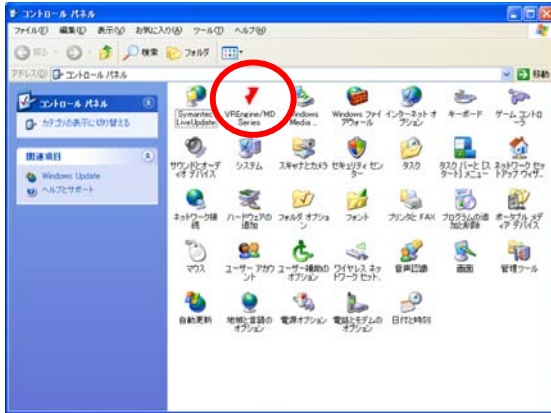 コントロール パネル
ファイル(F) 編集(E) 表示(V) お気に入り(A) ツール(T) ヘルプ(H)
戻る 検索 フォルダ
アドレス(D) コントロール パネル 移動
コントロール パネル
カテゴリの表示に切り替える
関連項目
Windows Update
ヘルプとサポート
Symantec LiveUpdate
VREngine/MD Series
Windows Media ...
Windows ファイアウォール
インターネット オプション
キーボード
ゲーム コントローラ
サウンドとオーディオ デバイス
システム
スキャナとカメラ
セキュリティ センター
タスク
タスク バーと [スタート] メニュー
ネットワーク セットアップ ウィザ...
ネットワーク接続
ハードウェアの追加
フォルダ オプション
フォント
プリンタと FAX
プログラムの追加と削除
ポータブル メディア デバイス
マウス
ユーザー アカウント
ユーザー補助のオプション
ワイヤレス ネットワーク セット...
音声認識
画面
管理ツール
自動更新
地域と言語のオプション
電源オプション
電話とモデムのオプション
日付と時刻